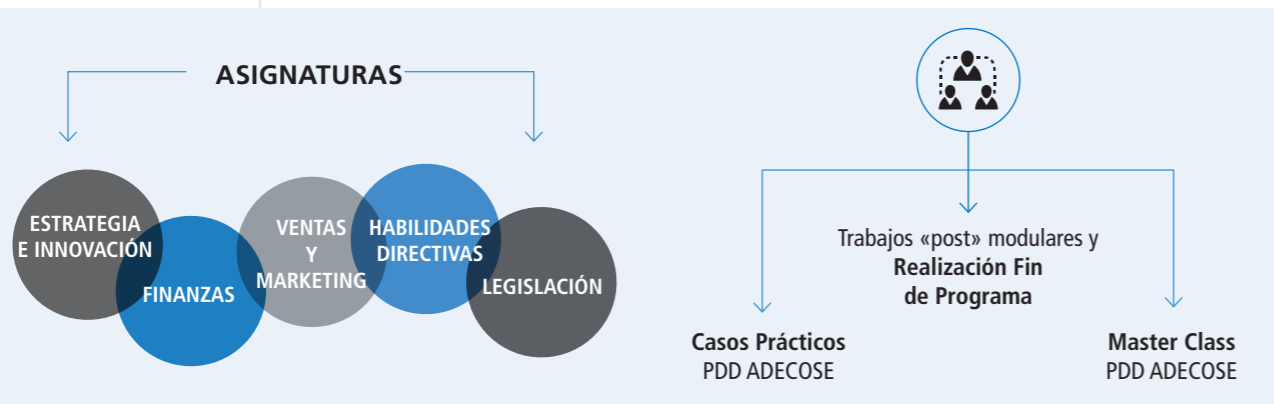 ASIGNATURAS
ESTRATEGIA
E INNOVACIÓN
FINANZAS
VENTAS
Y
MARKETING
HABILIDADES
DIRECTIVAS
LEGISLACIÓN
Trabajos «post» modulares y
Realización Fin
de Programa
Casos Prácticos
PDD ADECOSE
Master Class
PDD ADECOSE